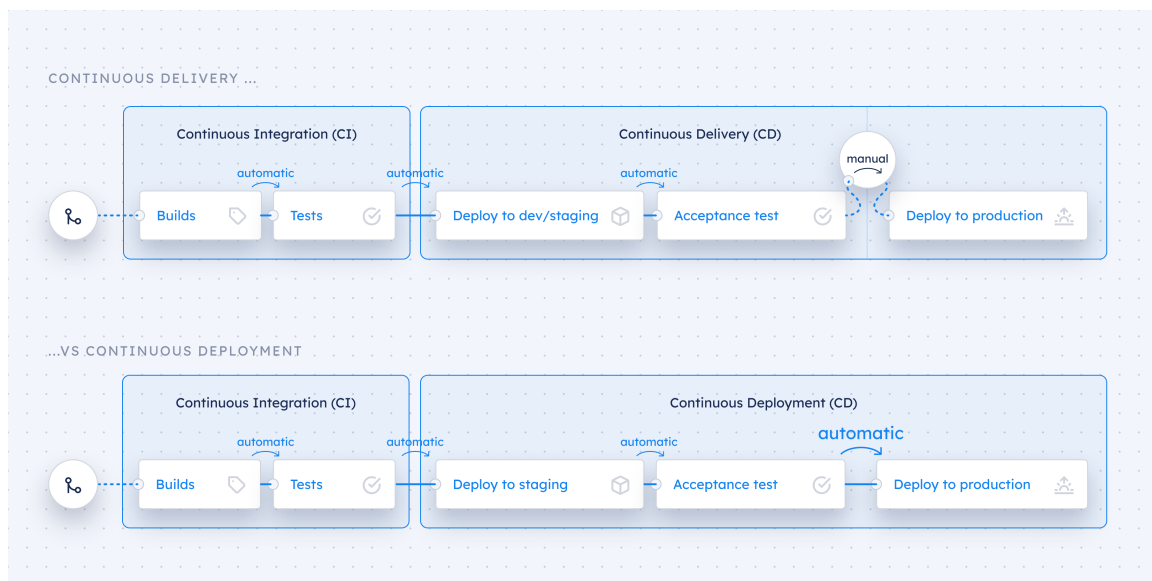 CONTINUOUS DELIVERY ...
Continuous Integration (CI)
Continuous Delivery (CD)
manual
automatic
automatic
automatic
Builds
Tests
Deploy to dev/staging
Acceptance test
Deploy to production
...VS CONTINUOUS DEPLOYMENT
Continuous Integration (CI)
Continuous Deployment (CD)
automatic
automatic
automatic
automatic
Builds
Tests
Deploy to staging
Acceptance test
Deploy to production